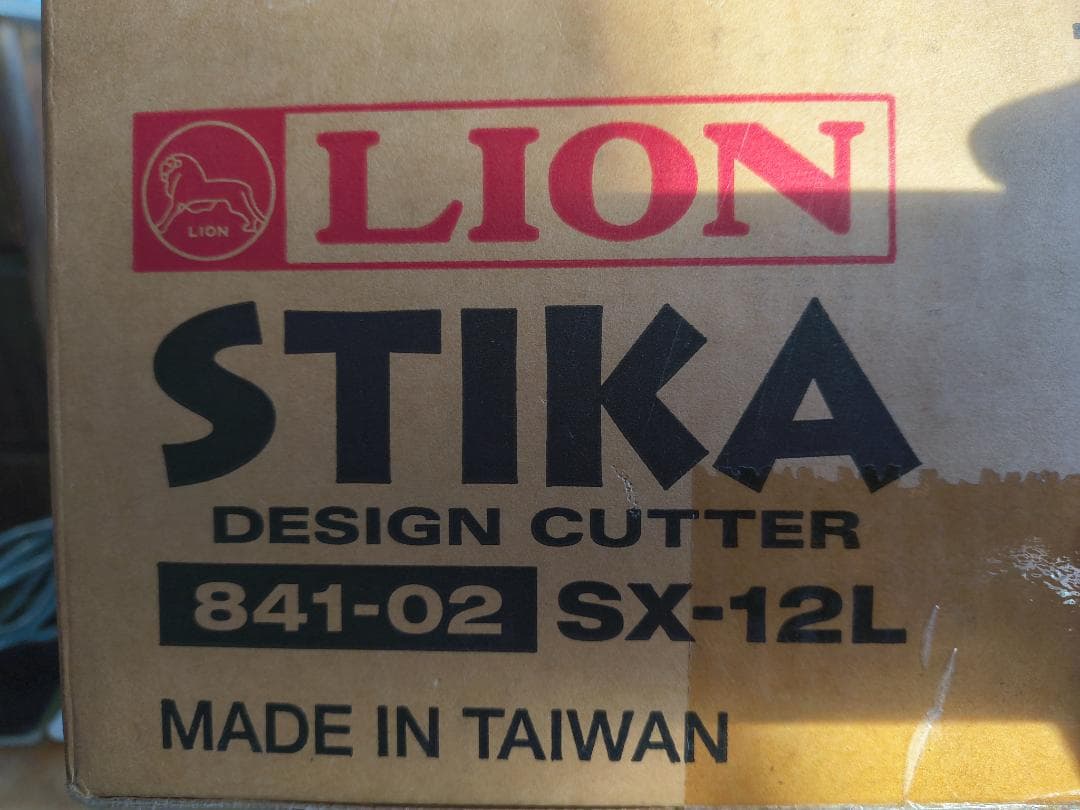 LION
LION
STIKA
DESIGN CUTTER
841-02 SX-12L
MADE IN TAIWAN